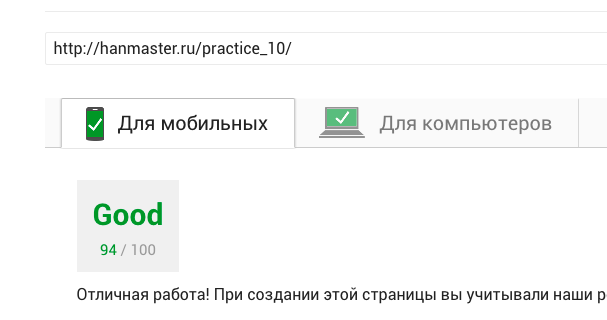 http://hanmaster.ru/practice_10/
Для мобильных
Для компьютеров
Good
94 / 100
Отличная работа! При создании этой страницы вы учитывали наши